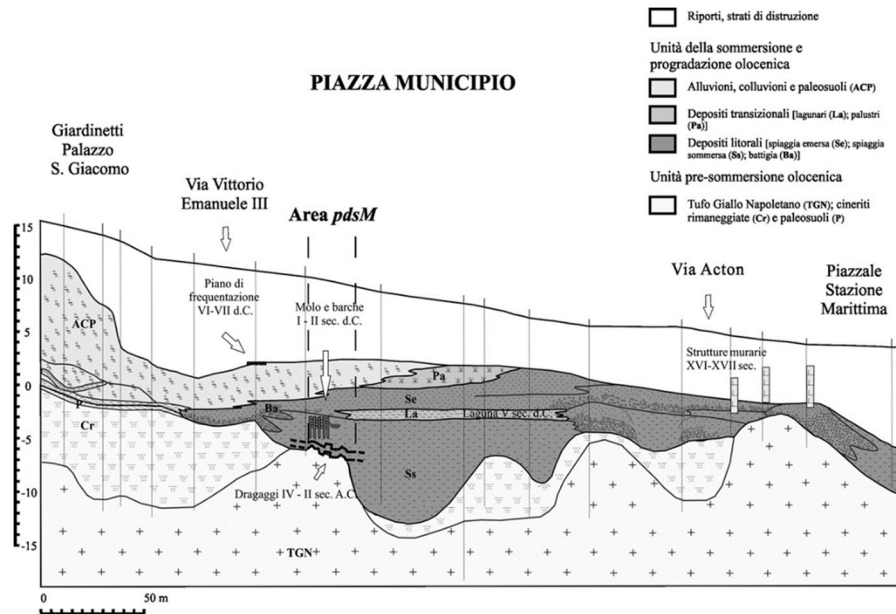 PIAZZA MUNICIPIO
Giardinetti
Palazzo
S. Giacomo
Via Vittorio
Emanuele III
Area pdsM
Via Acton
Piazzale
Stazione
Marittima
Riporti, strati di distruzione
Unità della sommersione e
progradazione olocenica
Alluvioni, colluvioni e paleosuoli (ACP)
Depositi transizionali [lagunari (La); palustri
(Pa)]
Depositi litorali [spiaggia emersa (Se); spiaggia
sommersa (Ss); battigia (Ba)]
Unità pre-sommersione olocenica
Tufo Giallo Napoletano (TGN); cineriti
rimaneggiate (Cr) e paleosuoli (P)
15
10
5
0
-5
-10
-15
Piano di
frequentazione
VI-VII d.C.
Molo e barche
I - II sec. d.C.
Strutture murarie
XVI-XVII sec.
ACP
Pa
Se
Ba
La
Laguna V sec. d.C.
P
Cr
Ss
Dragaggi IV - II sec. A.C.
TGN
0
50 m